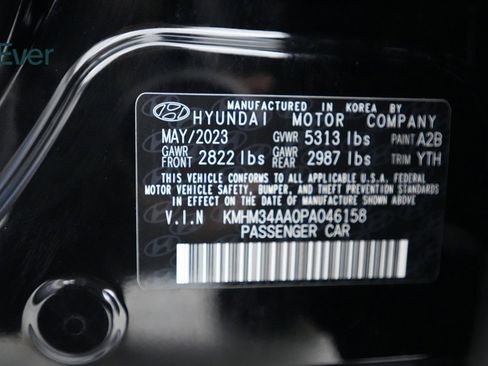 Ever
MANUFACTURED IN KOREA BY
HYUNDAI MOTOR COMPANY
MAY/2023 GVWR 5313 lbs PAINT A2B
GAWR FRONT 2822 lbs GAWR REAR 2987 lbs TRIM YTH
THIS VEHICLE CONFORMS TO ALL APPLICABLE U.S.A. FEDERAL
MOTOR VEHICLE SAFETY, BUMPER, AND THEFT PREVENTION STANDARDS
IN EFFECT ON THE DATE OF MANUFACTURE SHOWN ABOVE.
V.I.N KMHM34AA0PA046158
PASSENGER CAR